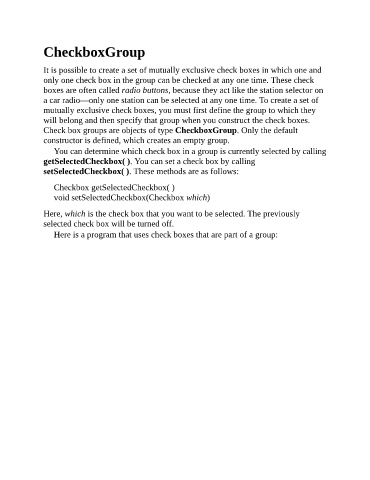 CheckboxGroup
It is possible to create a set of mutually exclusive check boxes in which one and
only one check box in the group can be checked at any one time. These check
boxes are often called radio buttons, because they act like the station selector on
a car radio—only one station can be selected at any one time. To create a set of
mutually exclusive check boxes, you must first define the group to which they
will belong and then specify that group when you construct the check boxes.
Check box groups are objects of type CheckboxGroup. Only the default
constructor is defined, which creates an empty group.
You can determine which check box in a group is currently selected by calling
getSelectedCheckbox( ). You can set a check box by calling
setSelectedCheckbox( ). These methods are as follows:
Checkbox getSelectedCheckbox( )
void setSelectedCheckbox(Checkbox which)
Here, which is the check box that you want to be selected. The previously
selected check box will be turned off.
Here is a program that uses check boxes that are part of a group: